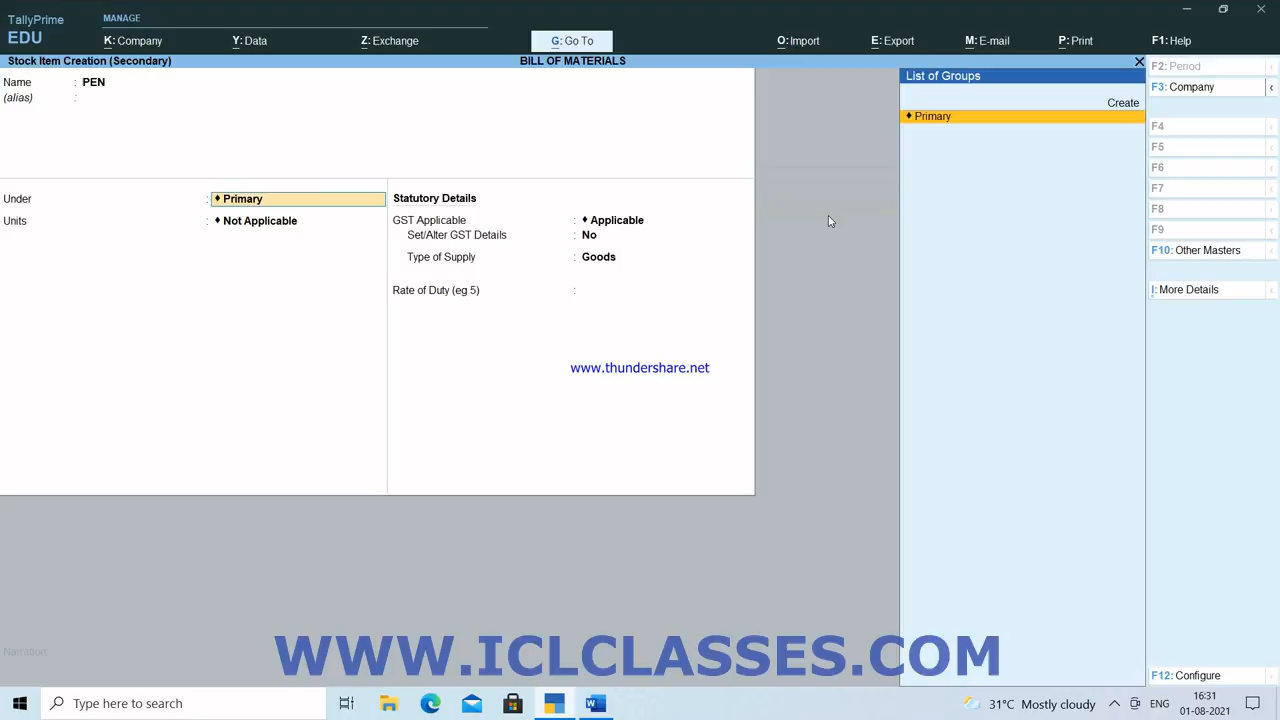 TallyPrime
EDU
MANAGE
K: Company
Y: Data
Z: Exchange
G: Go To
O: Import
E: Export
M: E-mail
P: Print
F1: Help
Stock Item Creation (Secondary)
BILL OF MATERIALS
Name : PEN
(alias) :
Under : ♦ Primary
Units : ♦ Not Applicable
Statutory Details
GST Applicable : ♦ Applicable
Set/Alter GST Details : No
Type of Supply : Goods
Rate of Duty (eg 5) :
www.thundershare.net
List of Groups
Create
♦ Primary
F2: Period
F3: Company
F4
F5
F6
F7
F8
F9
F10: Other Masters
I: More Details
F12: Configure
Narration
WWW.ICLCLASSES.COM
Type here to search
31°C Mostly cloudy
ENG
16:31
01-08-2021